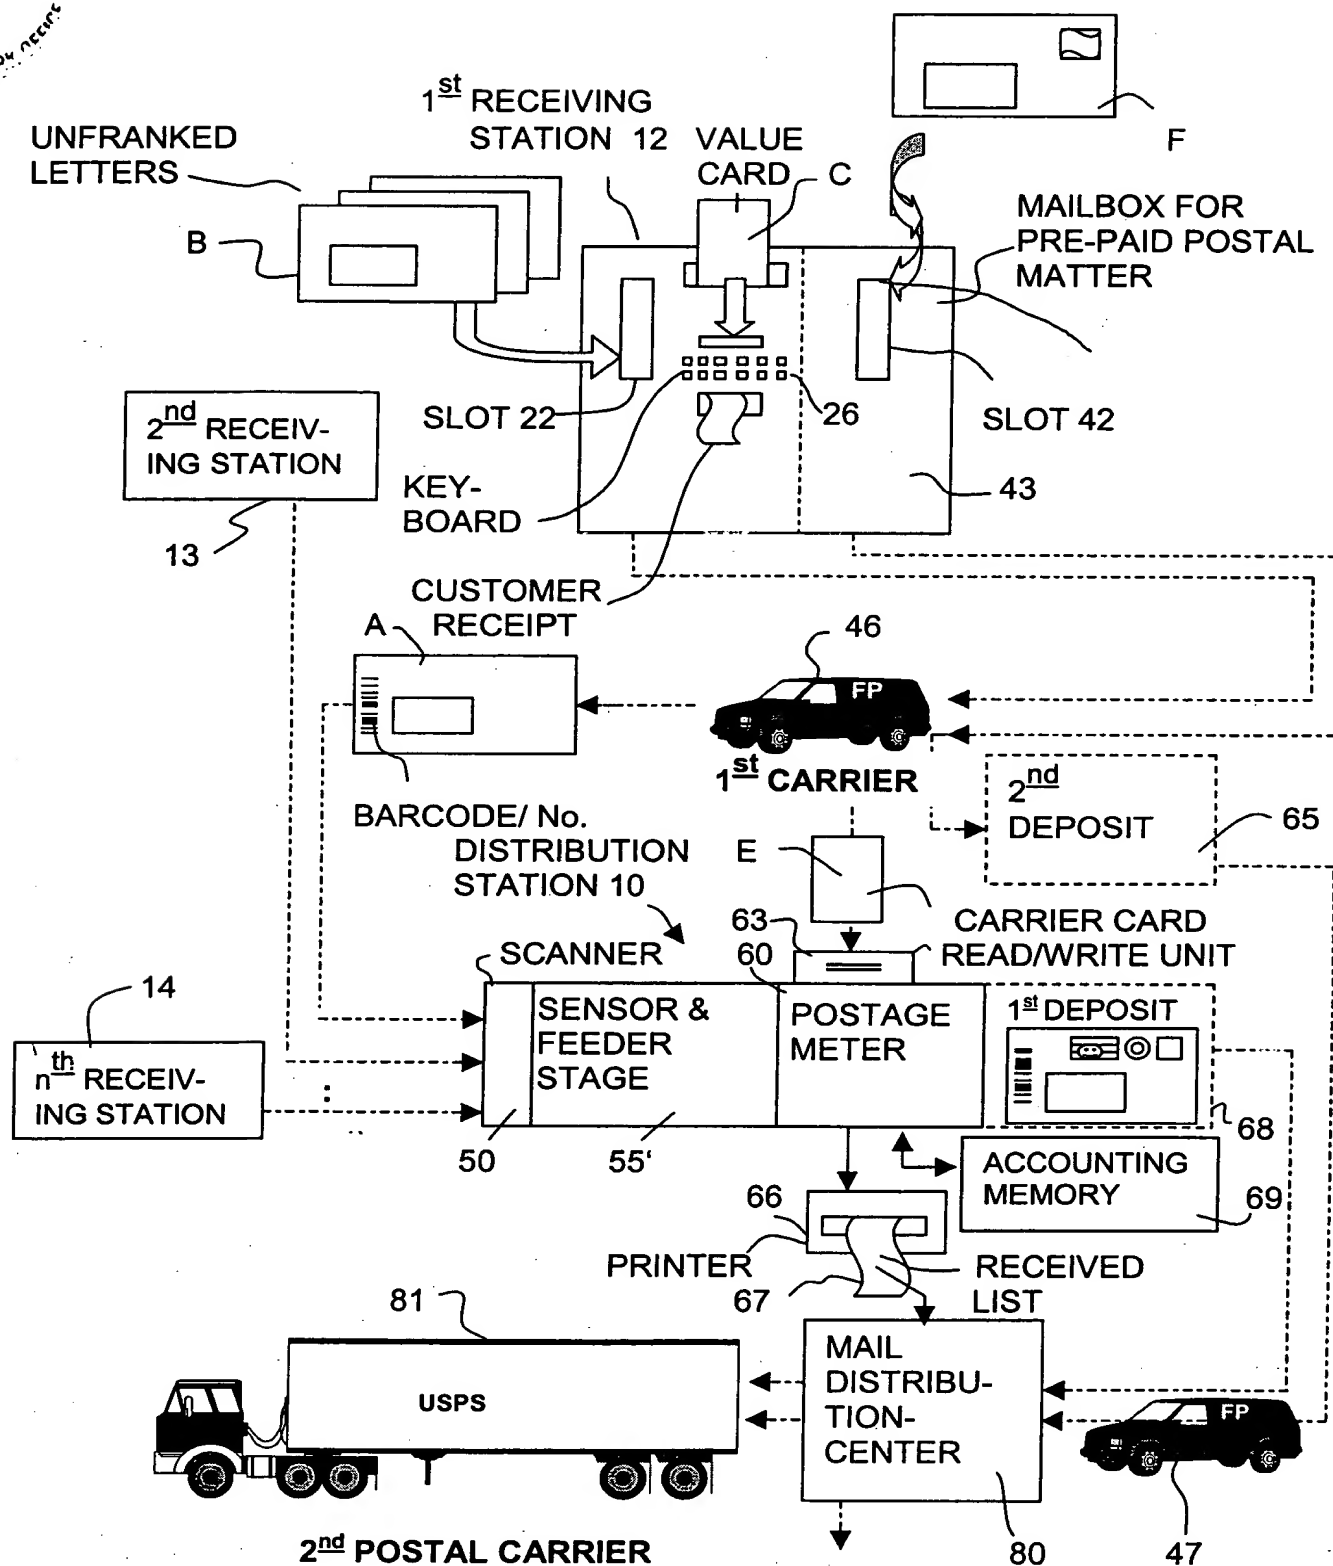 1st RECEIVING
STATION 12
UNFRANKED
LETTERS
VALUE
CARD
C
F
B
MAILBOX FOR
PRE-PAID POSTAL
MATTER
2nd RECEIV-
ING STATION
SLOT 22
26
SLOT 42
KEY-
BOARD
43
13
CUSTOMER
RECEIPT
A
46
FP
1st CARRIER
2nd
DEPOSIT
65
BARCODE/ No.
DISTRIBUTION
STATION 10
E
CARRIER CARD
READ/WRITE UNIT
63
60
SCANNER
14
SENSOR &
FEEDER
STAGE
POSTAGE
METER
1st DEPOSIT
nth RECEIV-
ING STATION
:
50
55'
68
ACCOUNTING
MEMORY
69
66
PRINTER
67
RECEIVED
LIST
81
USPS
MAIL
DISTRIBU-
TION-
CENTER
FP
2nd POSTAL CARRIER
80
47